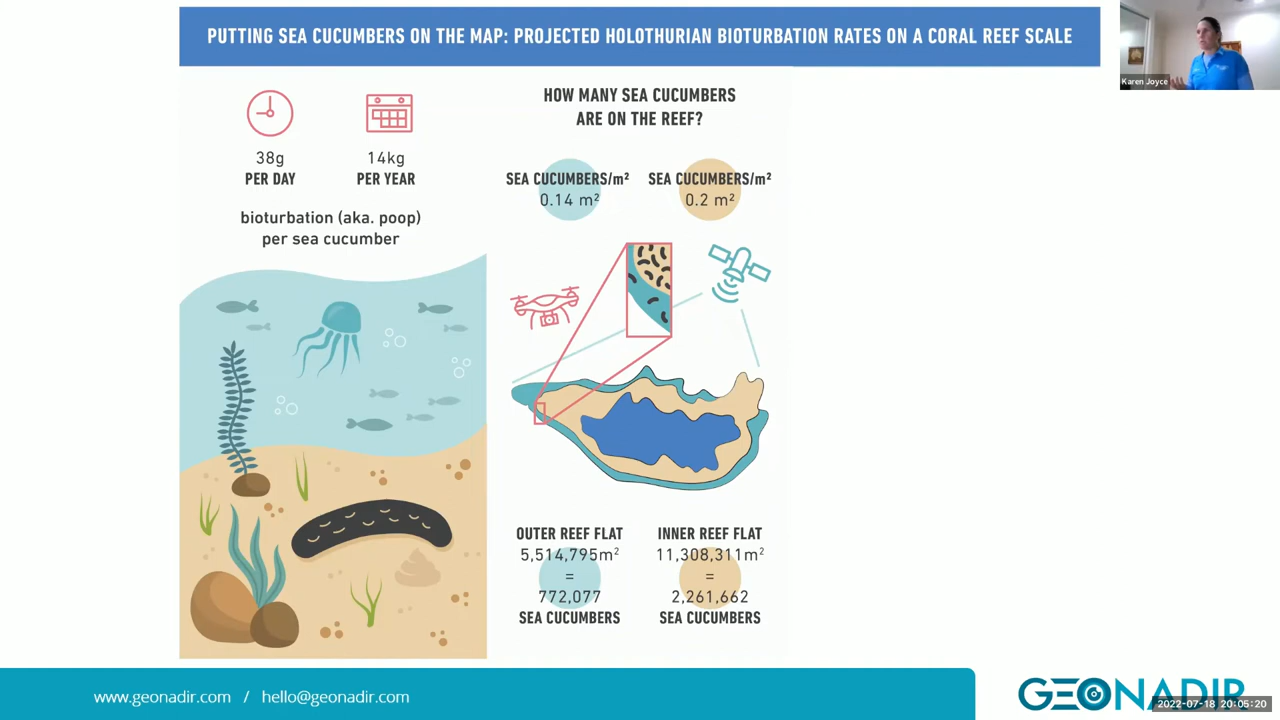 PUTTING SEA CUCUMBERS ON THE MAP: PROJECTED HOLOTHURIAN BIOTURBATION RATES ON A CORAL REEF SCALE
Karen Joyce
38g
PER DAY
14kg
PER YEAR
bioturbation (aka. poop)
per sea cucumber
HOW MANY SEA CUCUMBERS
ARE ON THE REEF?
SEA CUCUMBERS/m²
0.14 m²
SEA CUCUMBERS/m²
0.2 m²
OUTER REEF FLAT
5,514,795m²
=
772,077
SEA CUCUMBERS
INNER REEF FLAT
11,308,311m²
=
2,261,662
SEA CUCUMBERS
www.geonadir.com / hello@geonadir.com
GEONADIR
2022-07-18 20:05:20